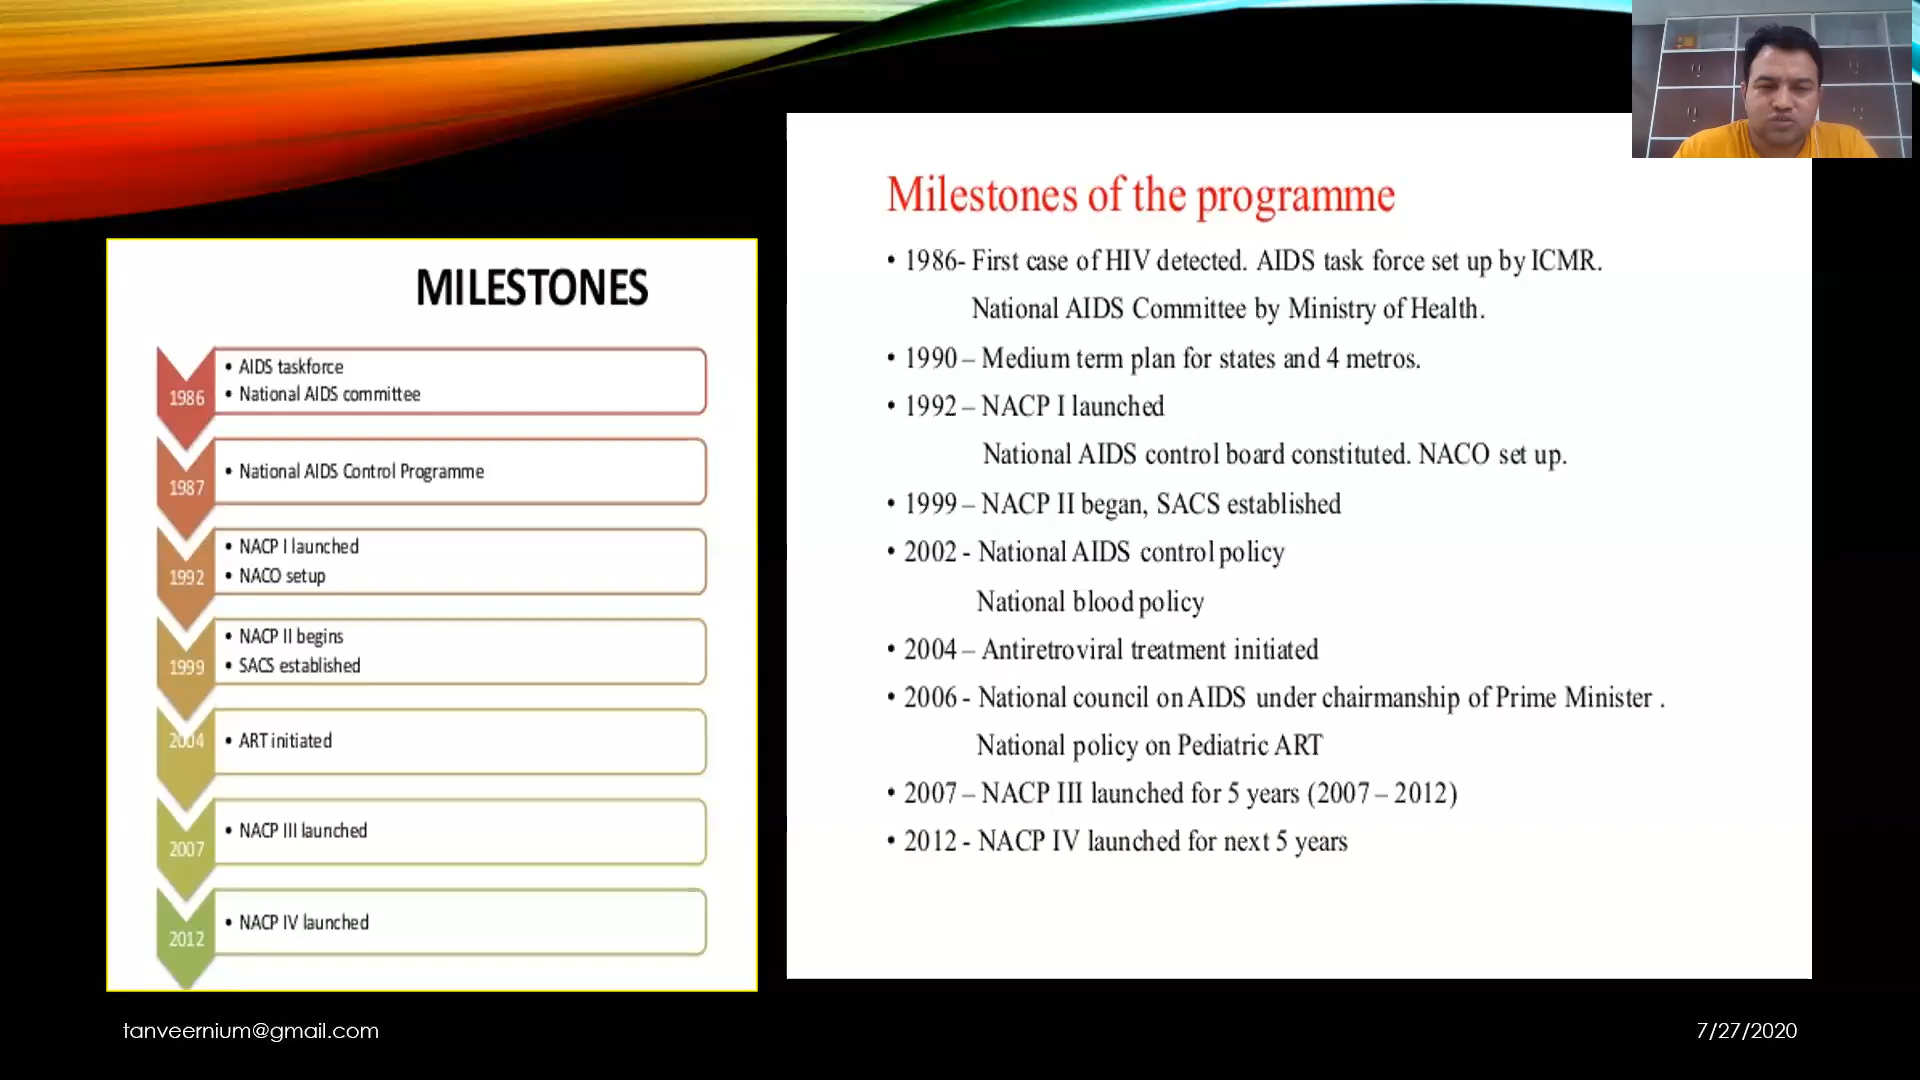 MILESTONES
1986
• AIDS taskforce
• National AIDS committee
1987
• National AIDS Control Programme
1992
• NACP I launched
• NACO setup
1999
• NACP II begins
• SACS established
2004
• ART initiated
2007
• NACP III launched
2012
• NACP IV launched
Milestones of the programme
• 1986- First case of HIV detected. AIDS task force set up by ICMR.
National AIDS Committee by Ministry of Health.
• 1990 – Medium term plan for states and 4 metros.
• 1992 – NACP I launched
National AIDS control board constituted. NACO set up.
• 1999 – NACP II began, SACS established
• 2002 - National AIDS control policy
National blood policy
• 2004 – Antiretroviral treatment initiated
• 2006 - National council on AIDS under chairmanship of Prime Minister .
National policy on Pediatric ART
• 2007 – NACP III launched for 5 years (2007 – 2012)
• 2012 - NACP IV launched for next 5 years
tanveernium@gmail.com
7/27/2020